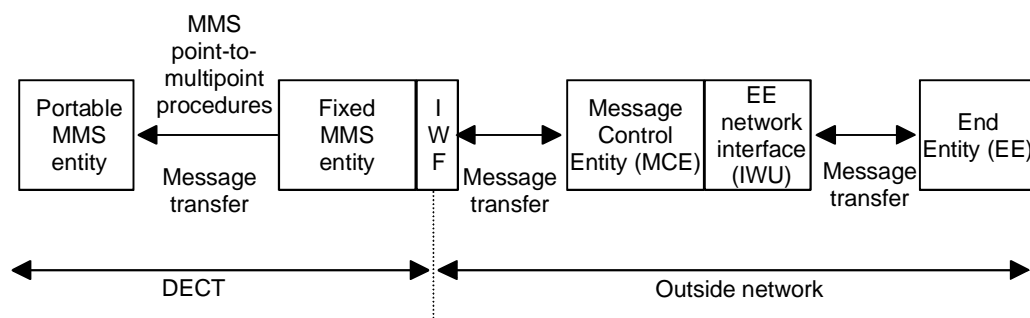 MMS
point-to-
multipoint
procedures
Portable
MMS
entity
Message
transfer
Fixed
MMS
entity
I
W
F
Message
transfer
Message
Control
Entity (MCE)
EE
network
interface
(IWU)
Message
transfer
End
Entity (EE)
DECT
Outside network